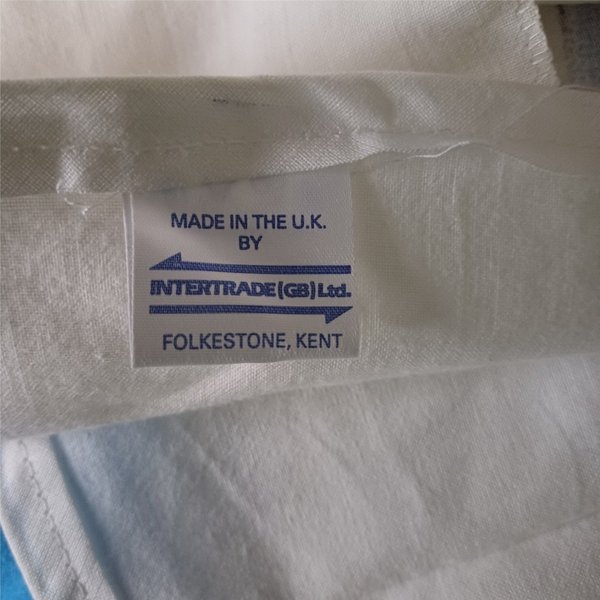 MADE IN THE U.K.
BY
INTERTRADE(GB)Ltd.
FOLKESTONE, KENT